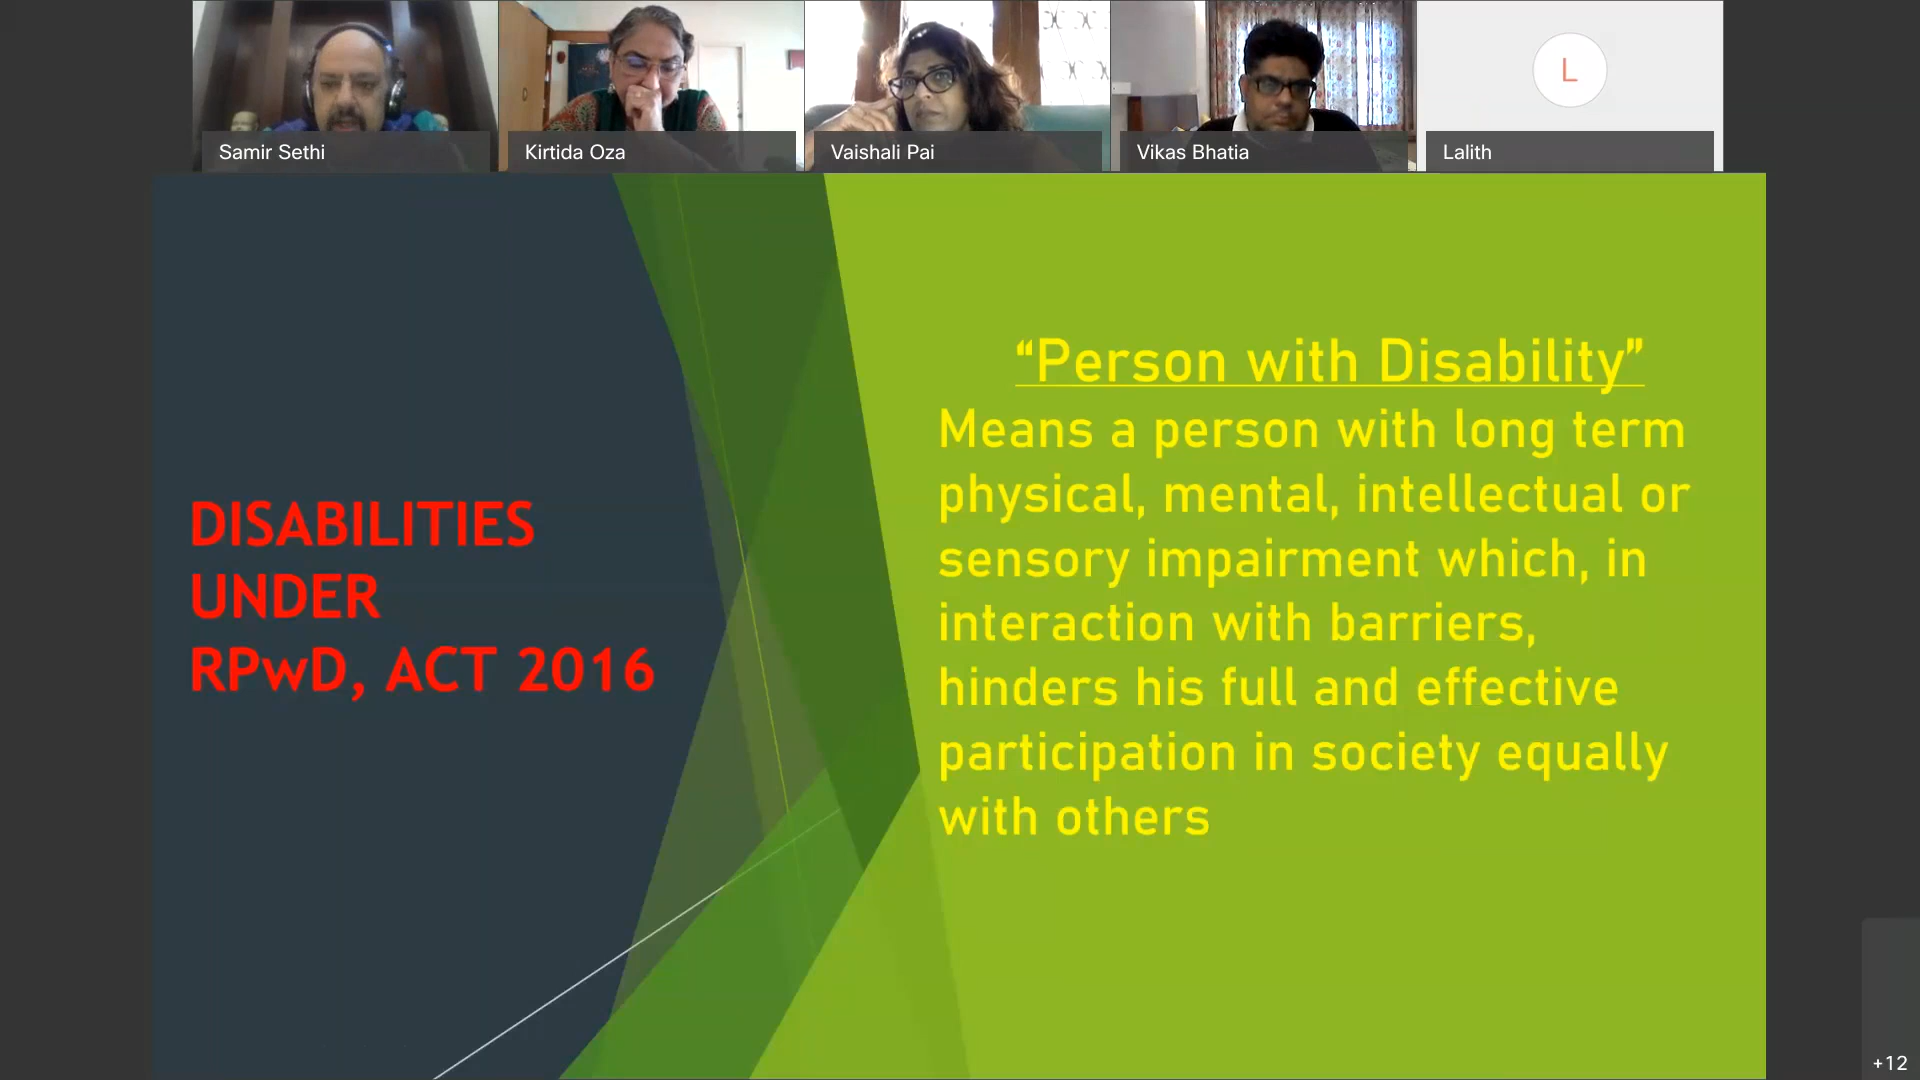 Samir Sethi
Kirtida Oza
Vaishali Pai
Vikas Bhatia
L
Lalith
DISABILITIES
UNDER
RPwD, ACT 2016
“Person with Disability”
Means a person with long term
physical, mental, intellectual or
sensory impairment which, in
interaction with barriers,
hinders his full and effective
participation in society equally
with others
+12